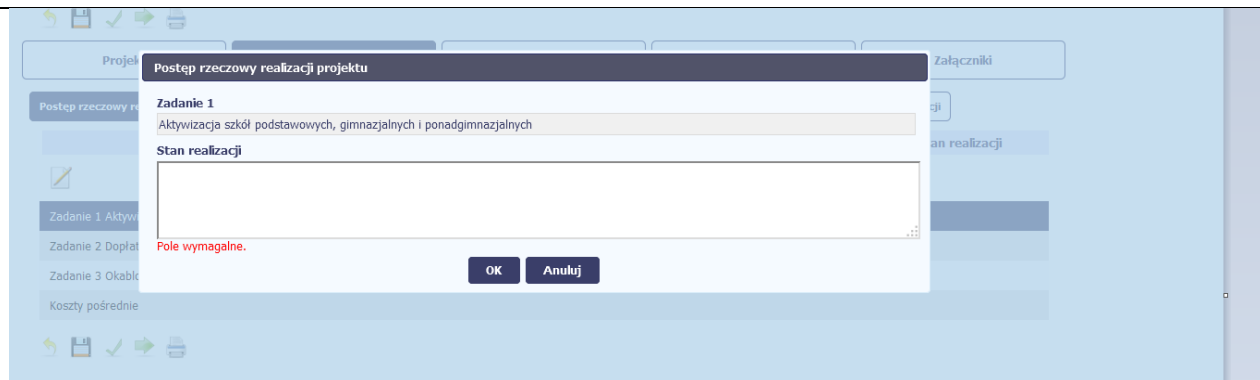 Projek
Załączniki
Postęp rzeczowy realizacji projektu
Postęp rzeczowy re
cji
Zadanie 1
Aktywizacja szkół podstawowych, gimnazjalnych i ponadgimnazjalnych
Stan realizacji
an realizacji
Zadanie 1 Aktywi
Zadanie 2 Dopłat
Pole wymagalne.
OK Anuluj
Zadanie 3 Okablo
Koszty pośrednie